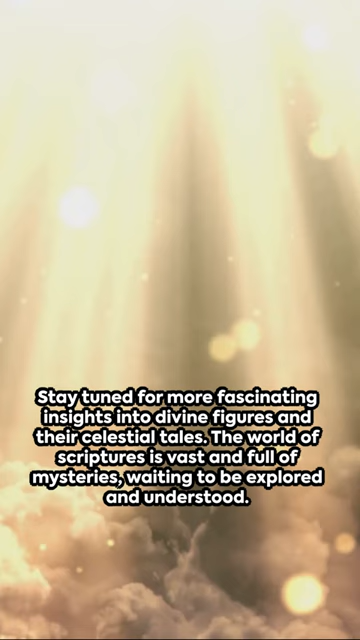 Stay tuned for more fascinating
insights into divine figures and
their celestial tales. The world of
scriptures is vast and full of
mysteries, waiting to be explored
and understood.